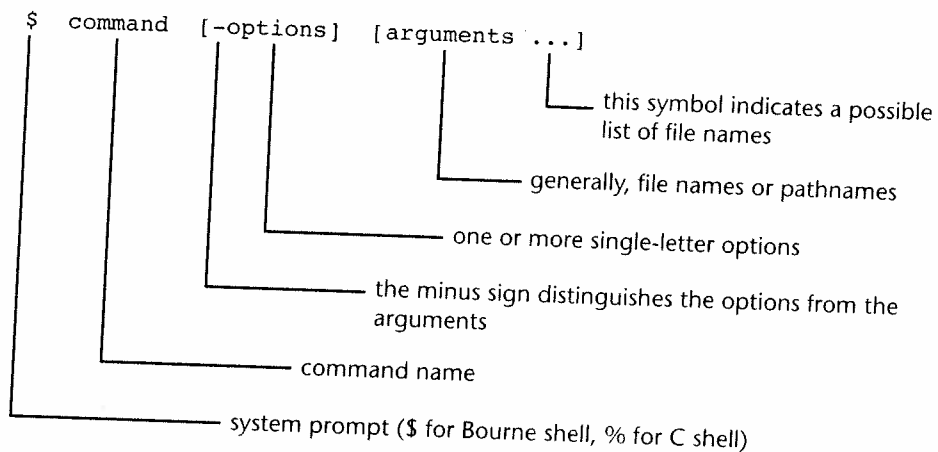 $ command [-options] [arguments ...]
this symbol indicates a possible
list of file names
generally, file names or pathnames
one or more single-letter options
the minus sign distinguishes the options from the
arguments
command name
system prompt ($ for Bourne shell, % for C shell)